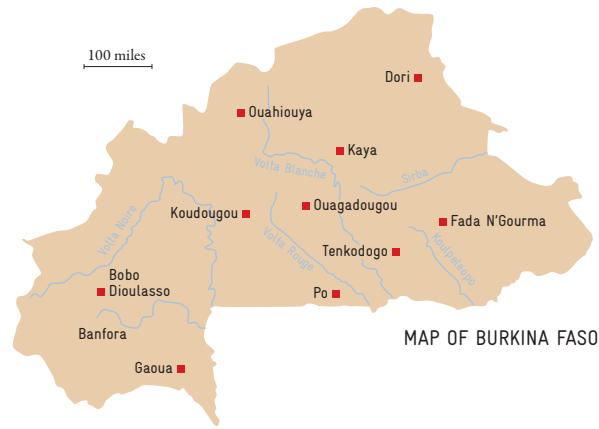 100 miles
Dori
Ouahiouya
Kaya
Volta Blanche
Sirba
Koudougou
Ouagadougou
Fada N'Gourma
Volta Noire
Volta Rouge
Koulpeleopo
Tenkodogo
Bobo
Dioulasso
Po
Banfora
MAP OF BURKINA FASO
Gaoua